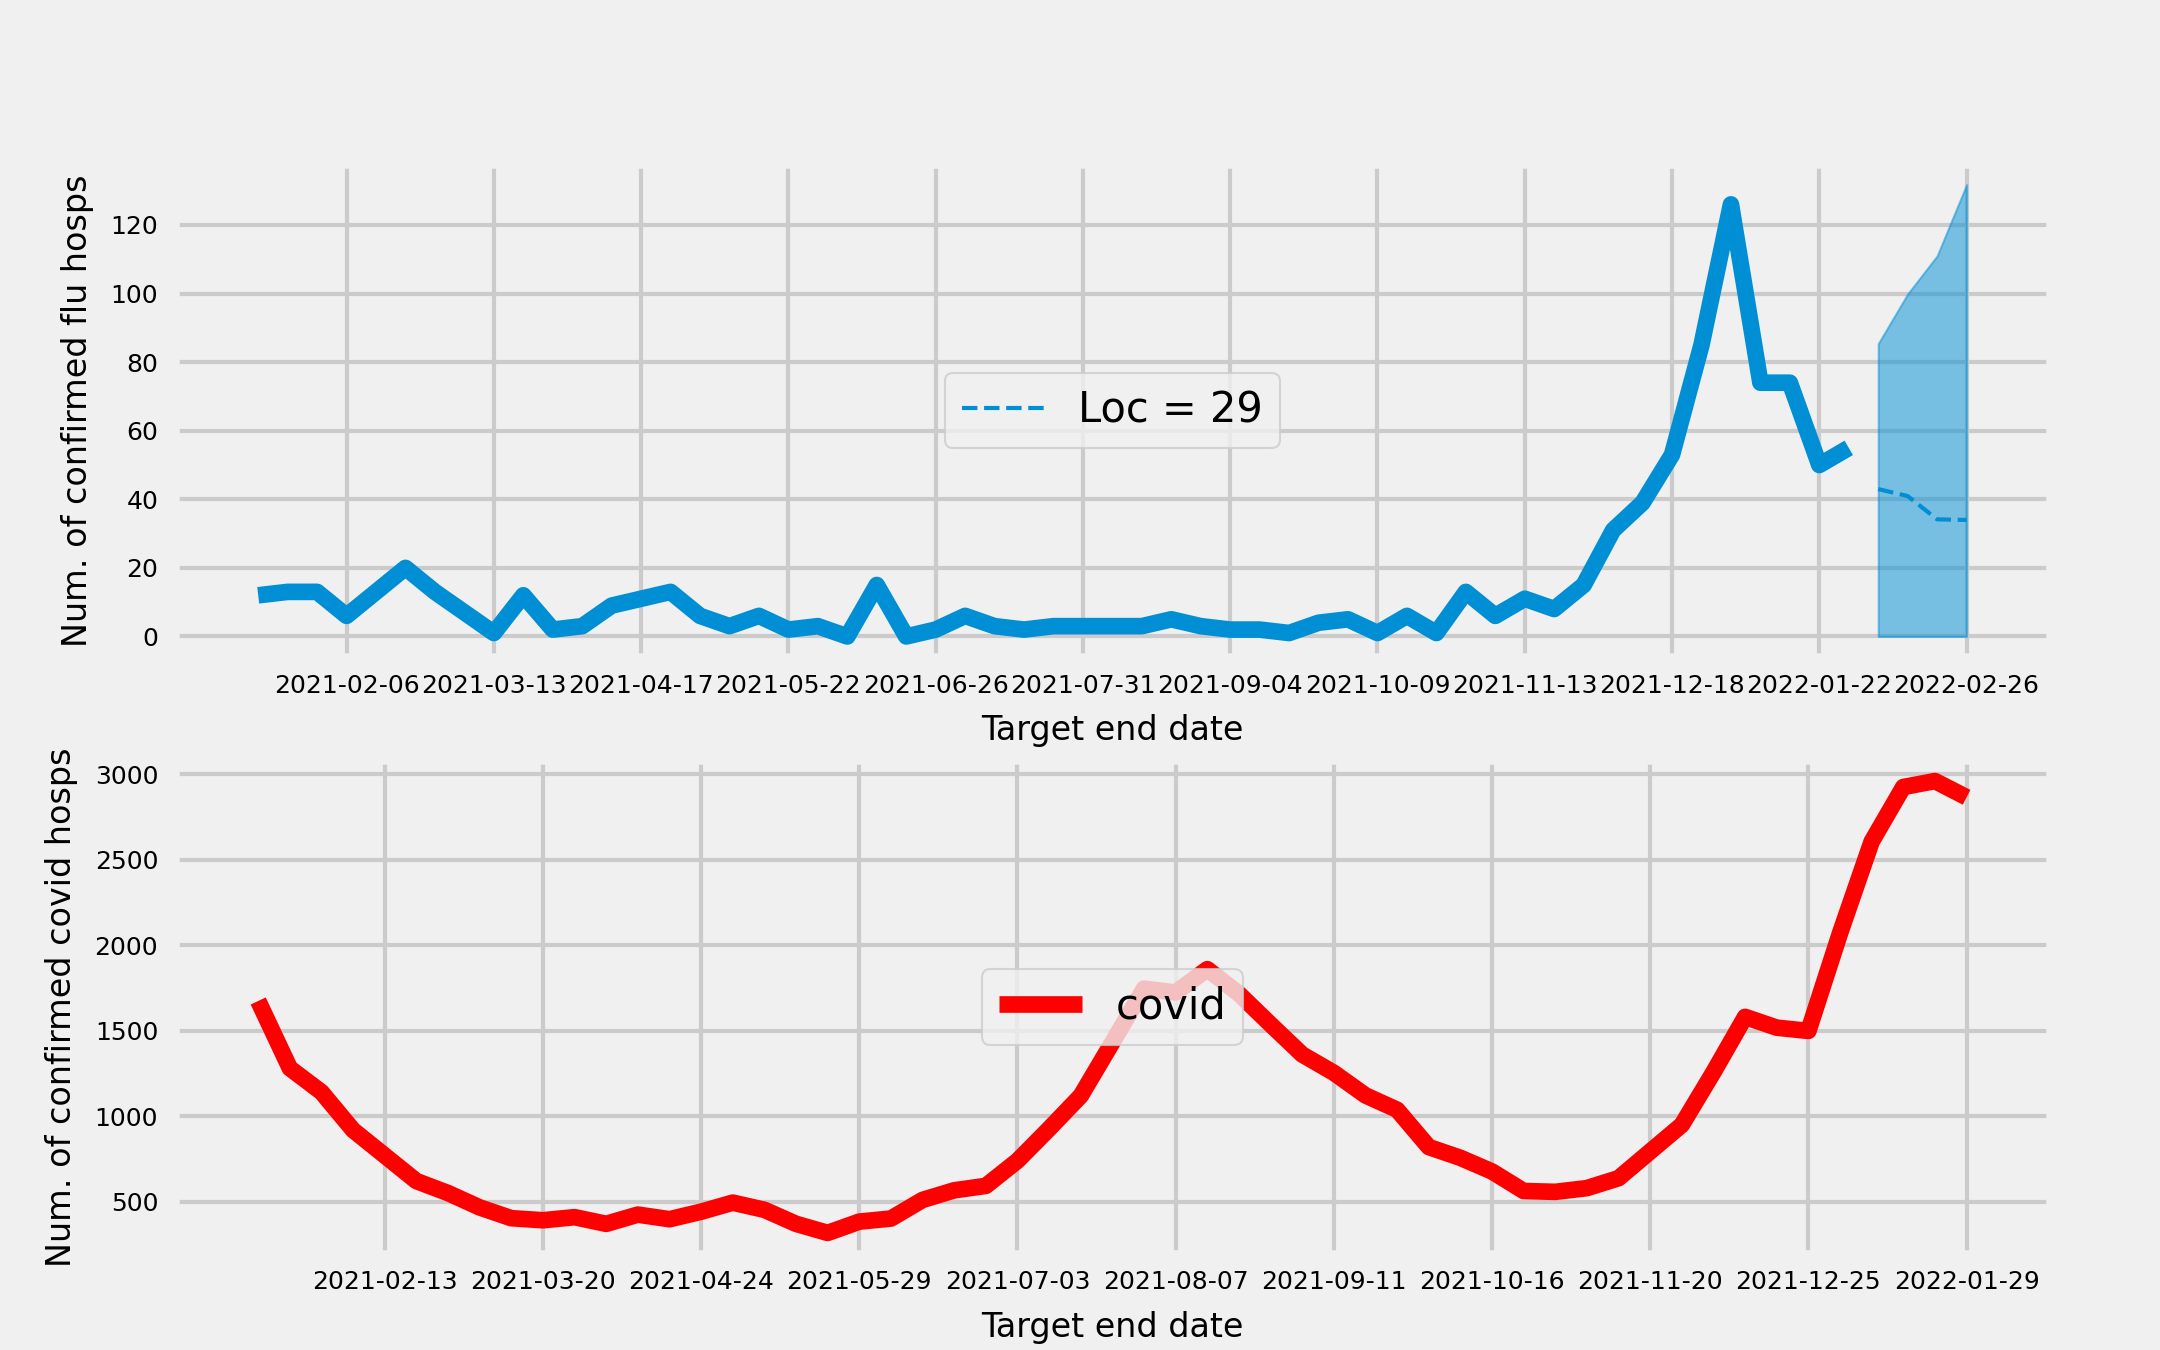 Num. of confirmed flu hosps
120
100
80
60
40
20
0
Loc = 29
2021-02-06 2021-03-13 2021-04-17 2021-05-22 2021-06-26 2021-07-31 2021-09-04 2021-10-09 2021-11-13 2021-12-18 2022-01-22 2022-02-26
Target end date
Num. of confirmed covid hosps
3000
2500
2000
1500
1000
500
covid
2021-02-13 2021-03-20 2021-04-24 2021-05-29 2021-07-03 2021-08-07 2021-09-11 2021-10-16 2021-11-20 2021-12-25 2022-01-29
Target end date